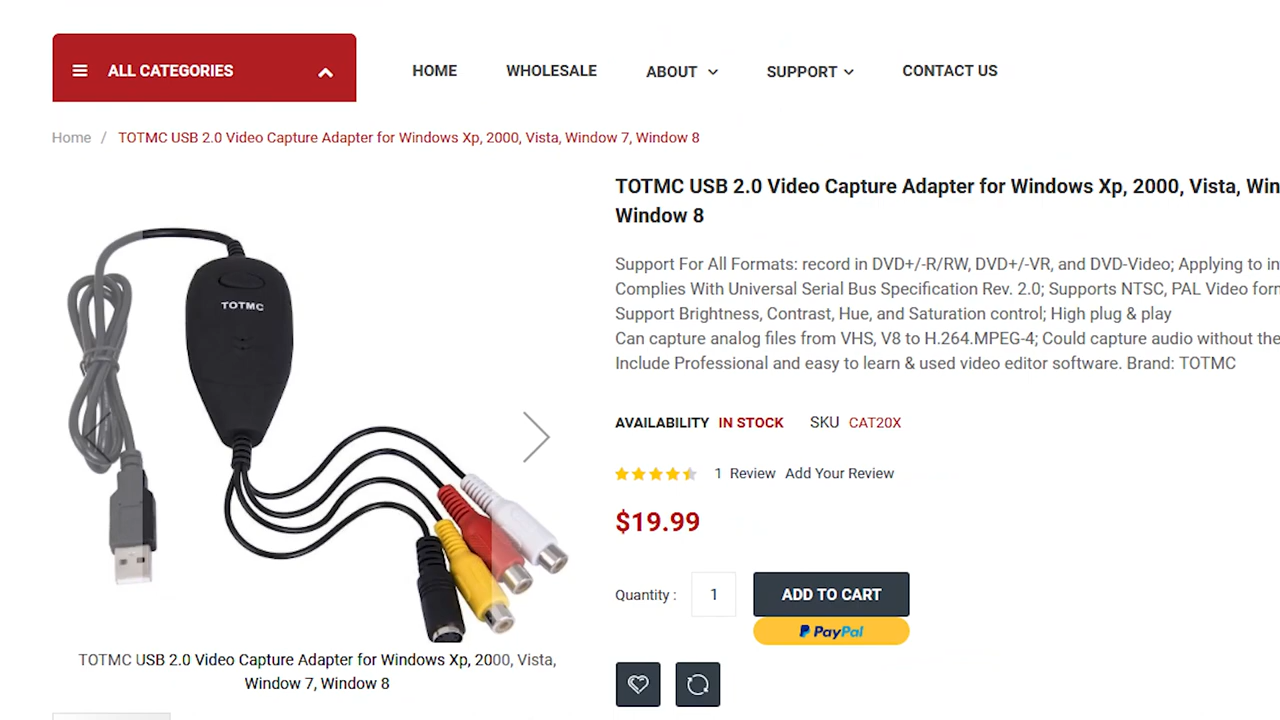 ALL CATEGORIES
HOME
WHOLESALE
ABOUT
SUPPORT
CONTACT US
Home / TOTMC USB 2.0 Video Capture Adapter for Windows Xp, 2000, Vista, Window 7, Window 8
TOTMC USB 2.0 Video Capture Adapter for Windows Xp, 2000, Vista, Win
Window 8
Support For All Formats: record in DVD+/-R/RW, DVD+/-VR, and DVD-Video; Applying to in
Complies With Universal Serial Bus Specification Rev. 2.0; Supports NTSC, PAL Video for
Support Brightness, Contrast, Hue, and Saturation control; High plug & play
Can capture analog files from VHS, V8 to H.264.MPEG-4; Could capture audio without the
Include Professional and easy to learn & used video editor software. Brand: TOTMC
AVAILABILITY IN STOCK SKU CAT20X
1 Review Add Your Review
$19.99
Quantity : 1 ADD TO CART
PayPal
TOTMC
TOTMC USB 2.0 Video Capture Adapter for Windows Xp, 2000, Vista,
Window 7, Window 8